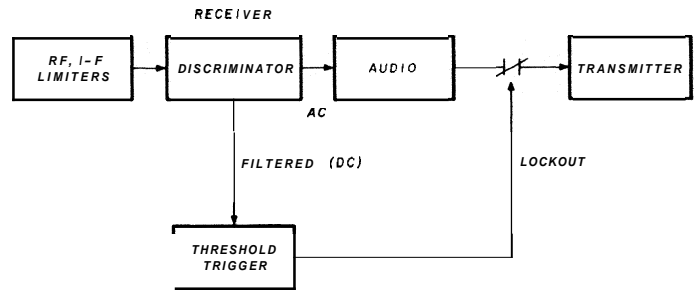 RECEIVER
RF, I-F
LIMITERS
DISCRIMINATOR
AUDIO
TRANSMITTER
AC
FILTERED (DC)
LOCKOUT
THRESHOLD
TRIGGER